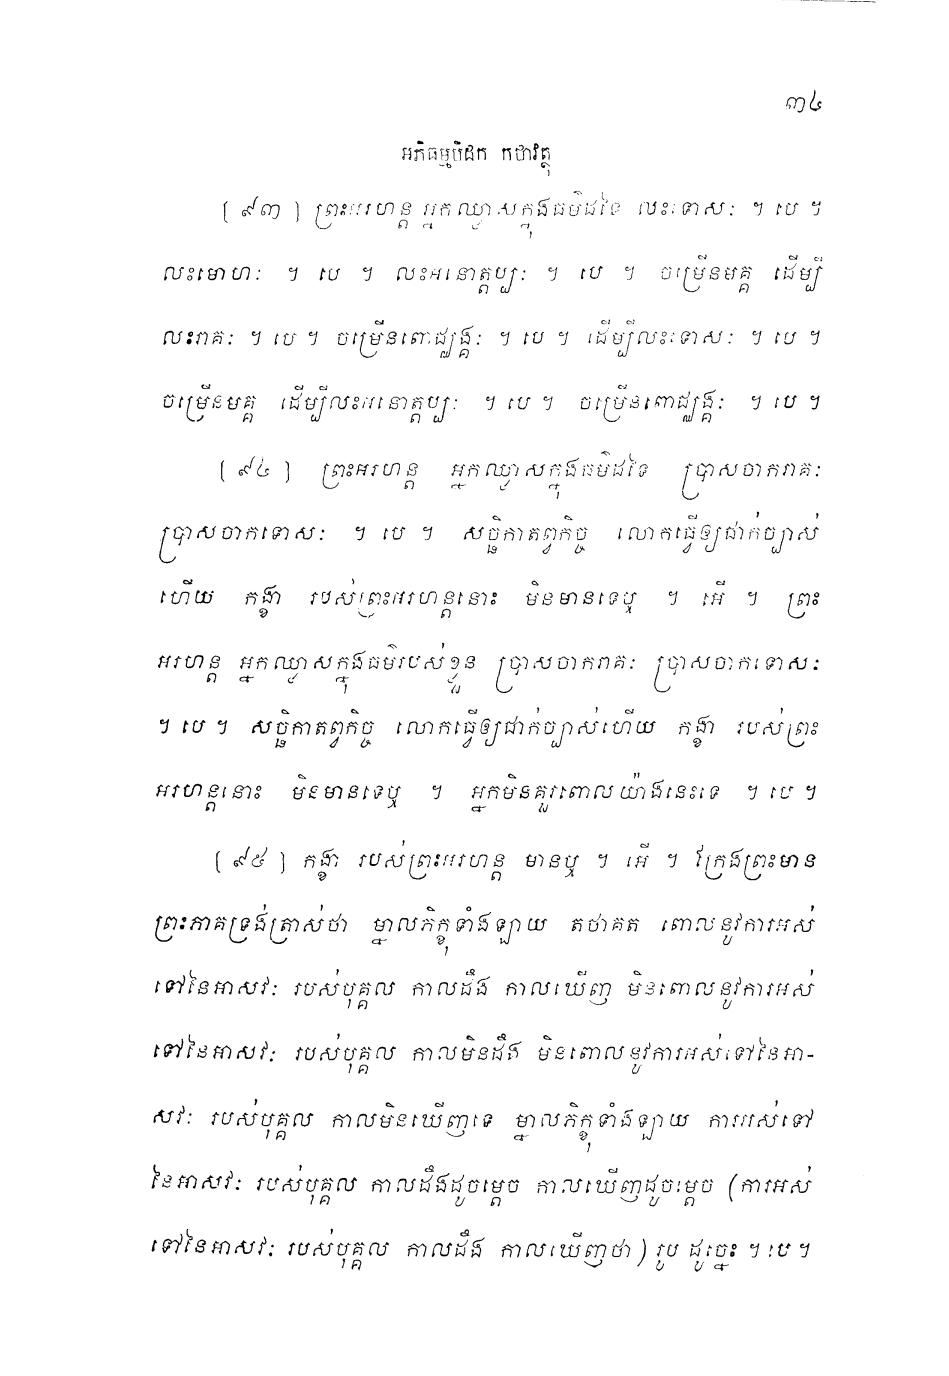 ៣៤
អភិធម្មបិដក កថាវត្ថុ
[ ៩៣ ] ព្រះអរហន្ត អ្នកឈ្លាសក្នុងធម៌ដទៃ លះទោសៈ ។ បេ ។
លះមោហៈ ។ បេ ។ លះអនោត្តប្បៈ ។ បេ ។ ចម្រើនមគ្គ ដើម្បី
លះរាគៈ ។ បេ ។ ចម្រើនពោជ្ឈង្គៈ ។ បេ ។ ដើម្បីលះទោសៈ ។ បេ ។
ចម្រើនមគ្គ ដើម្បីលះអនោត្តប្បៈ ។ បេ ។ ចម្រើនពោជ្ឈង្គៈ ។ បេ ។
[ ៩៤ ] ព្រះអរហន្ត អ្នកឈ្លាសក្នុងធម៌ដទៃ ប្រាសចាករាគៈ
ប្រាសចាកទោសៈ ។ បេ ។ សច្ឆិកាតព្វកិច្ច លោកធ្វើឲ្យជាក់ច្បាស់
ហើយ កង្ខា របស់ព្រះអរហន្តនោះ មិនមានទេឬ ។ អើ ។ ព្រះ
អរហន្ត អ្នកឈ្លាសក្នុងធម៌របស់ខ្លួន ប្រាសចាករាគៈ ប្រាសចាកទោសៈ
។ បេ ។ សច្ឆិកាតព្វកិច្ច លោកធ្វើឲ្យជាក់ច្បាស់ហើយ កង្ខា របស់ព្រះ
អរហន្តនោះ មិនមានទេឬ ។ អ្នកមិនគួរពោលយ៉ាងនេះទេ ។ បេ ។
[ ៩៥ ] កង្ខា របស់ព្រះអរហន្ត មានឬ ។ អើ ។ ក្រែងព្រះមាន
ព្រះភាគទ្រង់ត្រាស់ថា ម្នាលភិក្ខុទាំងឡាយ តថាគត ពោលនូវការអស់
ទៅនៃអាសវៈ របស់បុគ្គល កាលដឹង កាលឃើញ មិនពោលនូវការអស់
ទៅនៃអាសវៈ របស់បុគ្គល កាលមិនដឹង មិនពោលនូវការអស់ទៅនៃអា-
សវៈ របស់បុគ្គល កាលមិនឃើញទេ ម្នាលភិក្ខុទាំងឡាយ ការអស់ទៅ
នៃអាសវៈ របស់បុគ្គល កាលដឹងដូចម្តេច កាលឃើញដូចម្តេច (ការអស់
ទៅនៃអាសវៈ របស់បុគ្គល កាលដឹង កាលឃើញថា ) រូប ដូច្នេះ ។ បេ ។